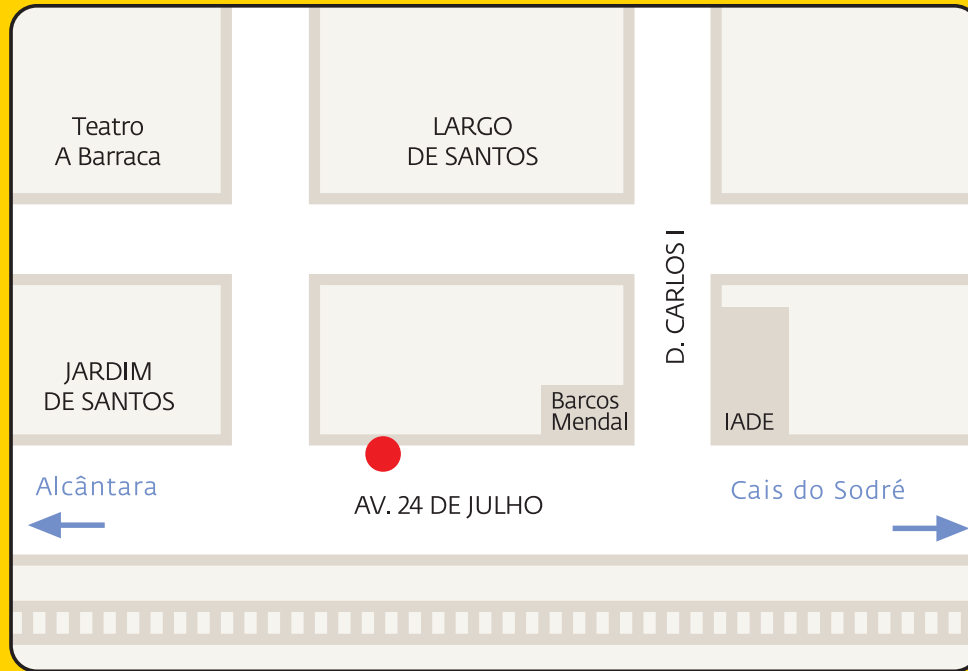 Teatro
A Barraca
LARGO
DE SANTOS
D. CARLOS I
JARDIM
DE SANTOS
Barcos
Mendal
IADE
Alcântara
AV. 24 DE JULHO
Cais do Sodré